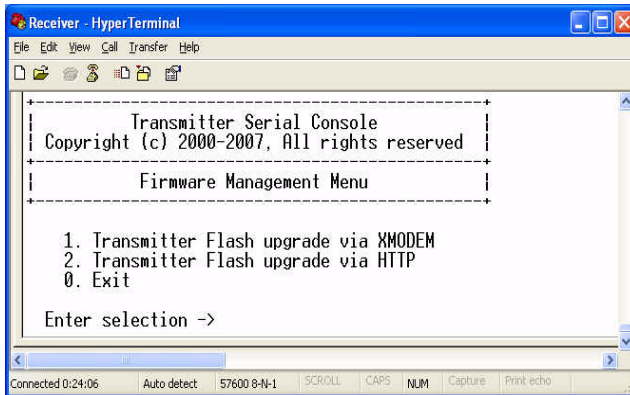 Receiver - HyperTerminal
File Edit View Call Transfer Help
Transmitter Serial Console
Copyright (c) 2000-2007, All rights reserved
Firmware Management Menu
1. Transmitter Flash upgrade via XMODEM
2. Transmitter Flash upgrade via HTTP
0. Exit
Enter selection ->
Connected 0:24:06 Auto detect 57600 8-N-1 SCROLL CAPS NUM Capture Print echo